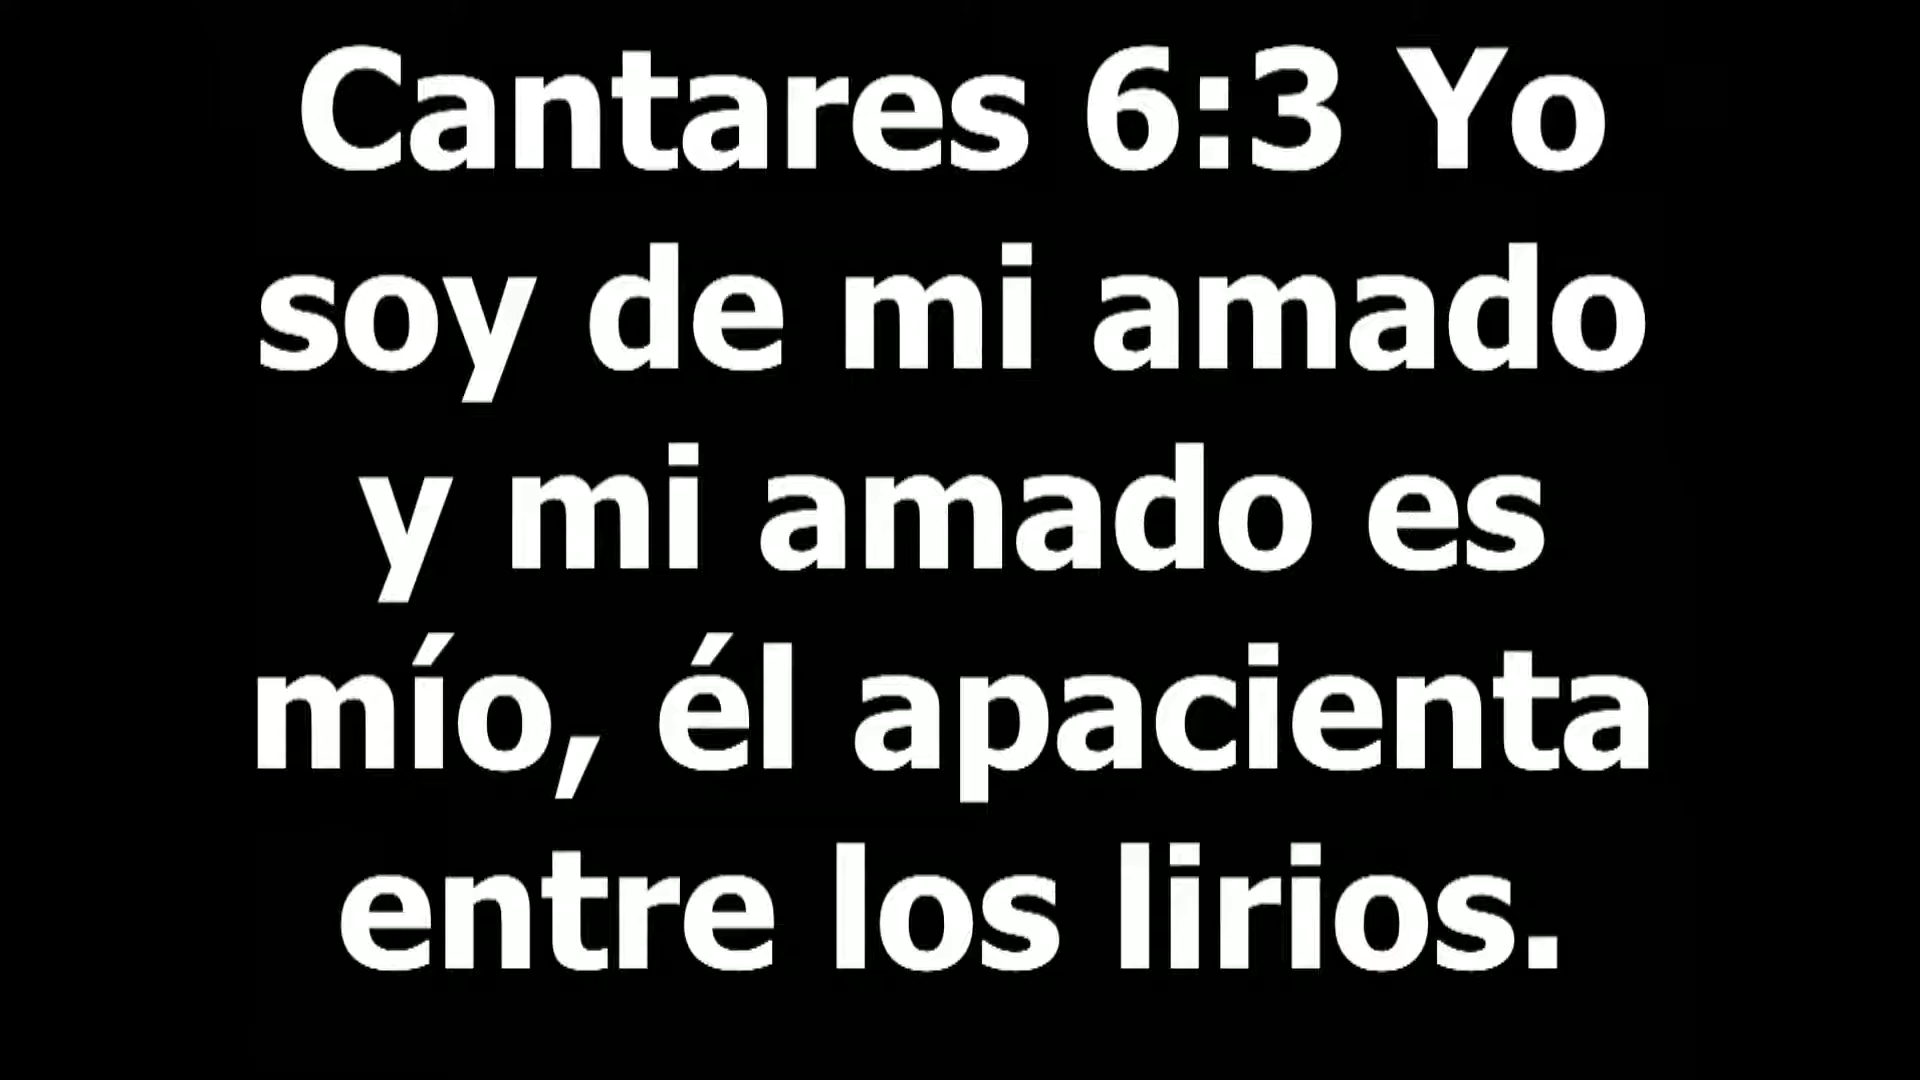 Cantares 6:3 Yo
soy de mi amado
y mi amado es
mío, él apacienta
entre los lirios.